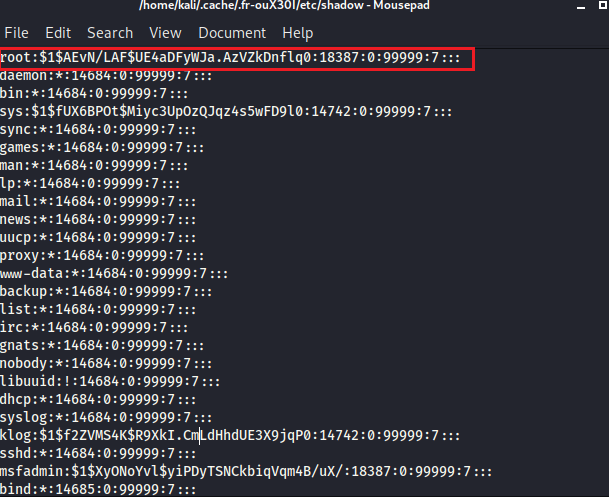 /home/kali/.cache/.fr-ouX30I/etc/shadow - Mousepad
File Edit Search View Document Help
root:$1$AEvN/LAF$UE4aDFyWJa.AzVZkDnflq0:18387:0:99999:7:::
daemon:*:14684:0:99999:7:::
bin:*:14684:0:99999:7:::
sys:$1$fUX6BPOt$Miyc3UpOzQJqz4s5wFD9l0:14742:0:99999:7:::
sync:*:14684:0:99999:7:::
games:*:14684:0:99999:7:::
man:*:14684:0:99999:7:::
lp:*:14684:0:99999:7:::
mail:*:14684:0:99999:7:::
news:*:14684:0:99999:7:::
uucp:*:14684:0:99999:7:::
proxy:*:14684:0:99999:7:::
www-data:*:14684:0:99999:7:::
backup:*:14684:0:99999:7:::
list:*:14684:0:99999:7:::
irc:*:14684:0:99999:7:::
gnats:*:14684:0:99999:7:::
nobody:*:14684:0:99999:7:::
libuuid:!:14684:0:99999:7:::
dhcp:*:14684:0:99999:7:::
syslog:*:14684:0:99999:7:::
klog:$1$f2ZVMS4K$R9XkI.CmLdHhdUE3X9jqP0:14742:0:99999:7:::
sshd:*:14684:0:99999:7:::
msfadmin:$1$XyONoYvl$yiPDyTSNCkbiqVqm4B/uX/:18387:0:99999:7:::
bind:*:14685:0:99999:7:::